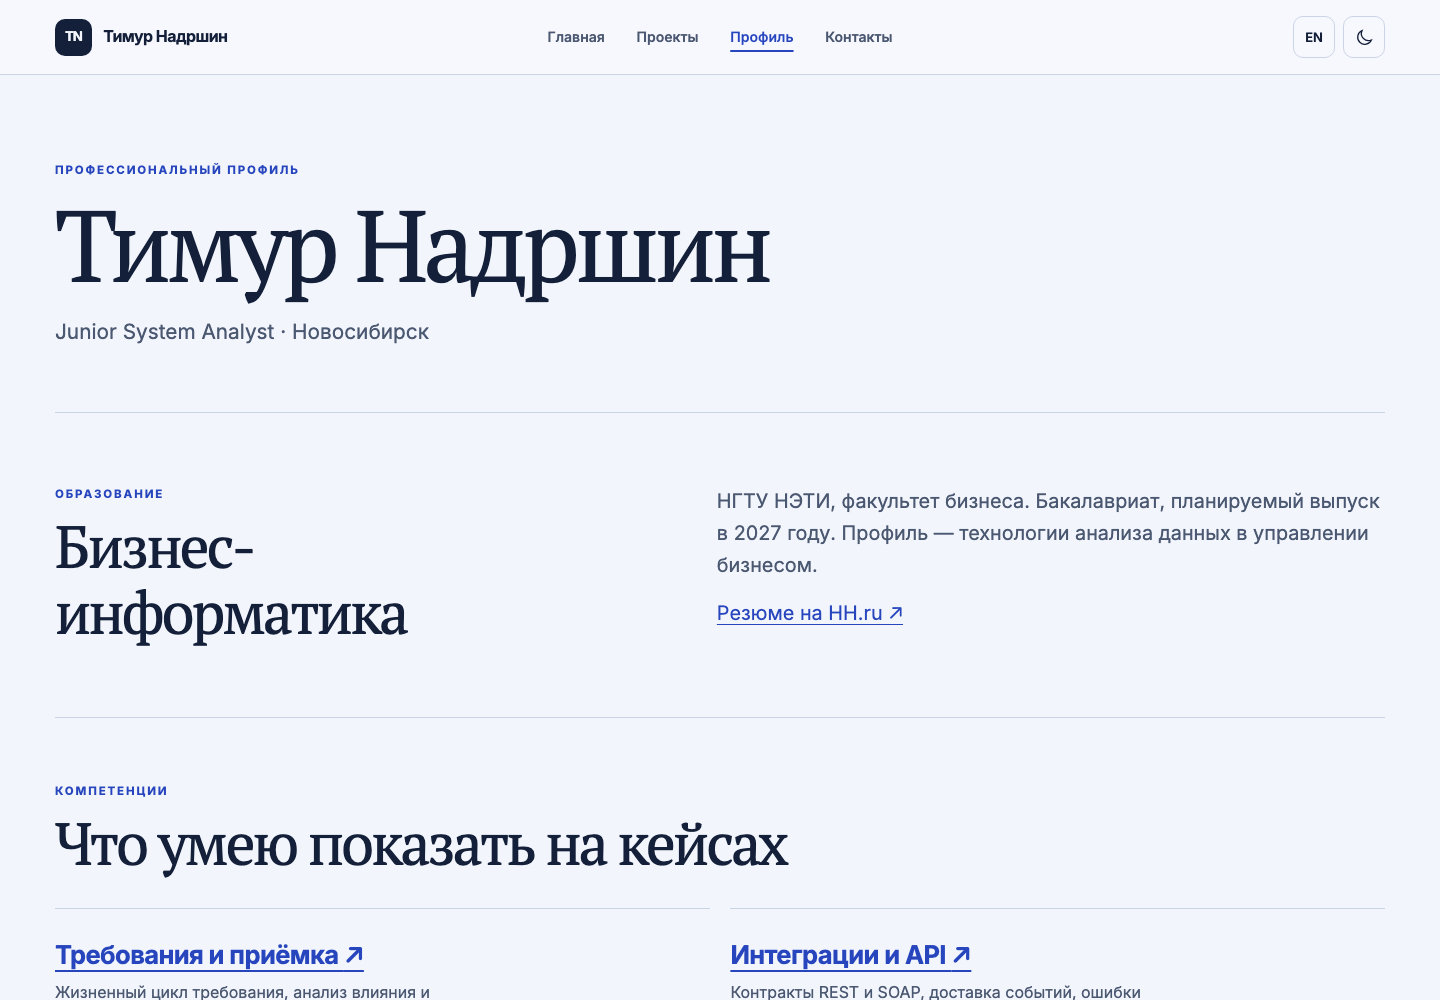 TN Тимур Надршин
Главная Проекты Профиль Контакты
EN
ПРОФЕССИОНАЛЬНЫЙ ПРОФИЛЬ
Тимур Надршин
Junior System Analyst · Новосибирск
ОБРАЗОВАНИЕ
Бизнес-
информатика
НГТУ НЭТИ, факультет бизнеса. Бакалавриат, планируемый выпуск
в 2027 году. Профиль — технологии анализа данных в управлении
бизнесом.
Резюме на HH.ru ↗
КОМПЕТЕНЦИИ
Что умею показать на кейсах
Требования и приёмка ↗
Жизненный цикл требования, анализ влияния и
Интеграции и API ↗
Контракты REST и SOAP, доставка событий, ошибки